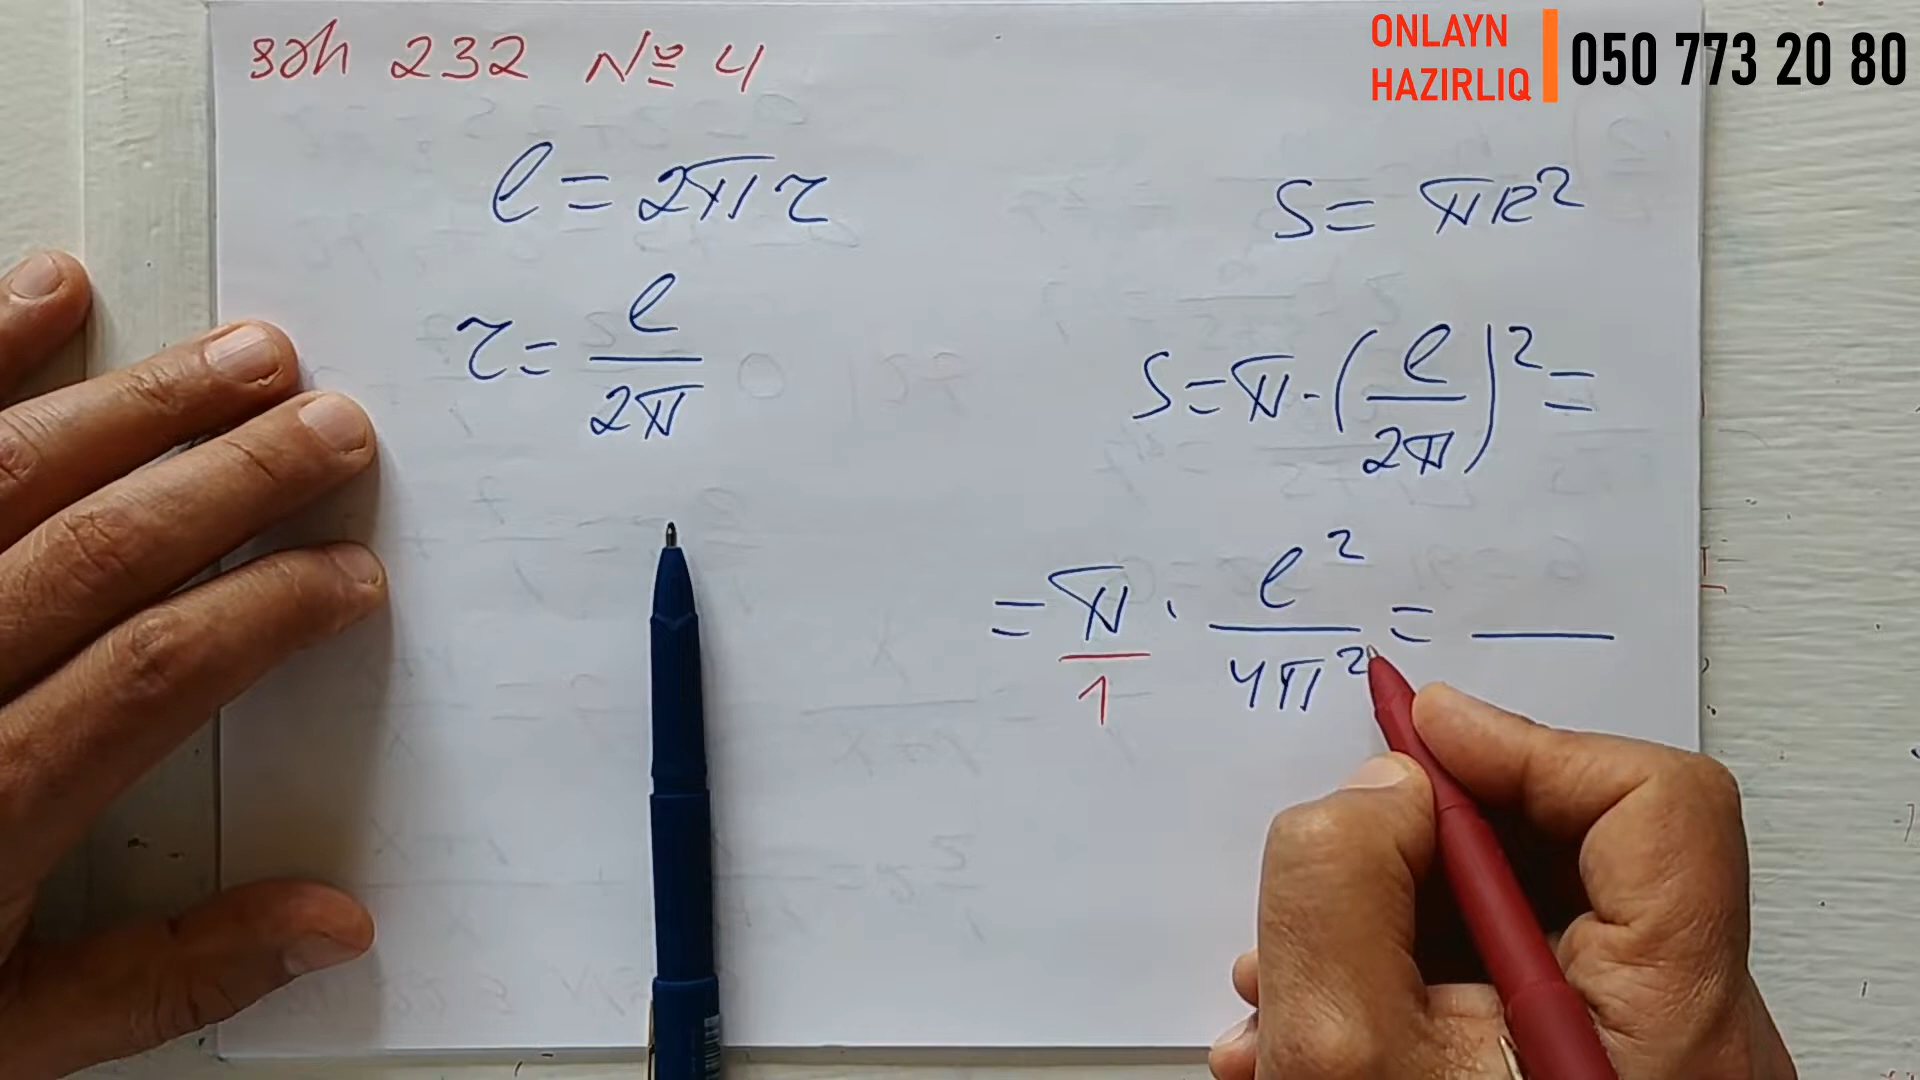 ONLAYN
HAZIRLIQ
050 773 20 80
səh 232 № 4
l = 2πr
r = l / 2π
S = πR²
S = π · (l / 2π)² =
= π / 1 · l² / 4π² =